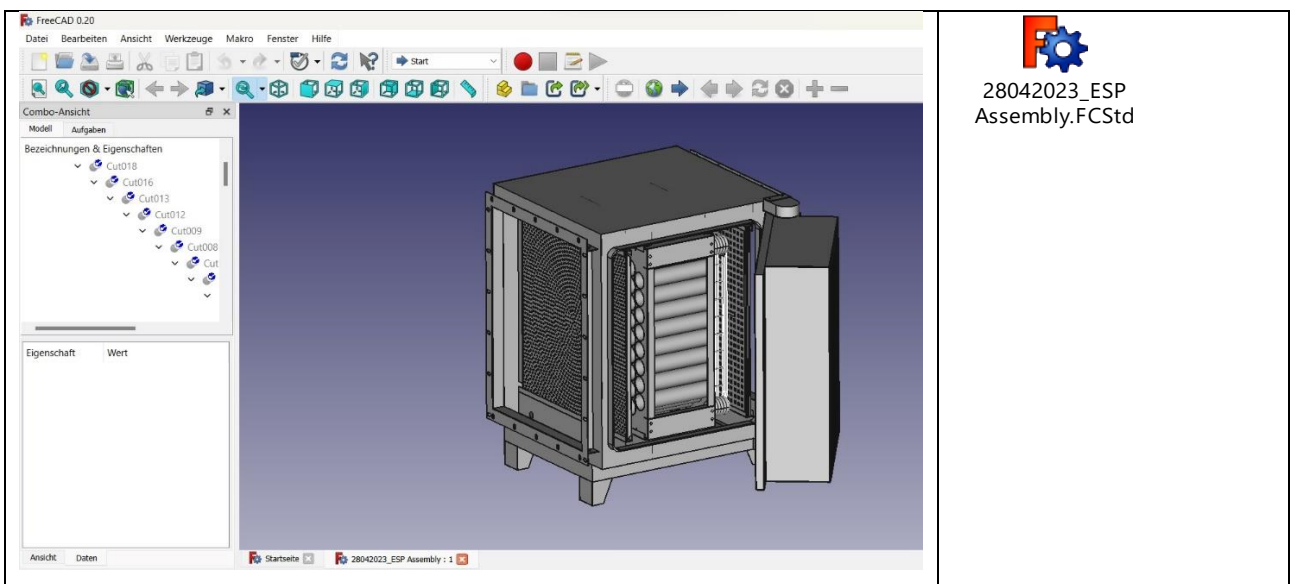 FreeCAD 0.20
Datei Bearbeiten Ansicht Werkzeuge Makro Fenster Hilfe
Start
Combo-Ansicht
Modell Aufgaben
Bezeichnungen & Eigenschaften
Cut018
Cut016
Cut013
Cut012
Cut009
Cut008
Cut
Eigenschaft Wert
Ansicht Daten
Startseite 28042023_ESP Assembly : 1
28042023_ESP
Assembly.FCStd